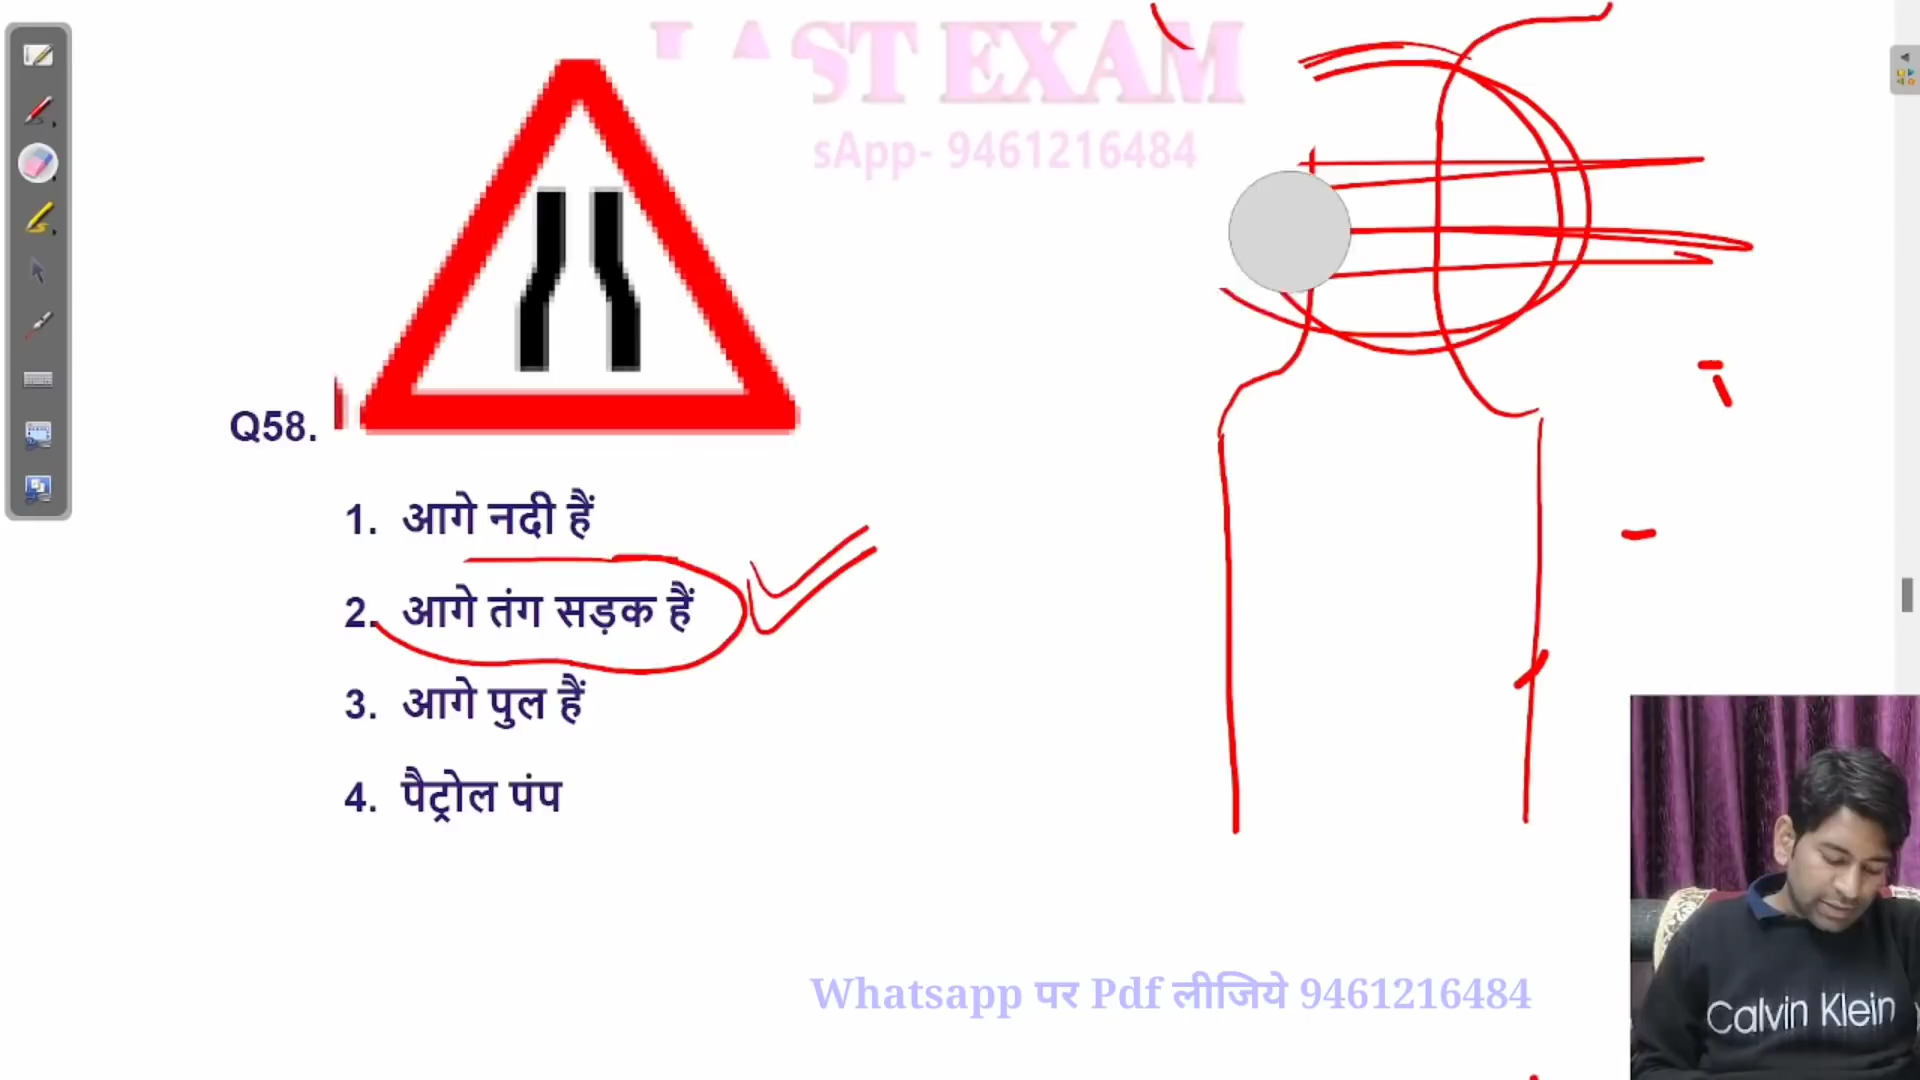 LAST EXAM
sApp- 9461216484
Q58.
1. आगे नदी हैं
2. आगे तंग सड़क हैं
3. आगे पुल हैं
4. पैट्रोल पंप
Whatsapp पर Pdf लीजिये 9461216484
Calvin Klein